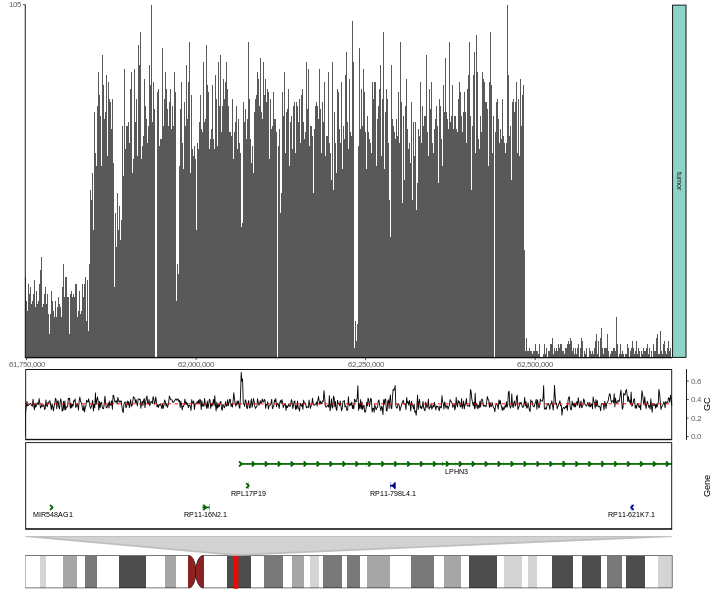 105
tumor
61,750,000 62,000,000 62,250,000 62,500,000
0.6
0.4
0.2
0.0
GC
LPHN3
RPL17P19 RP11-798L4.1
MIR548AG1 RP11-16N2.1 RP11-621K7.1
Gene